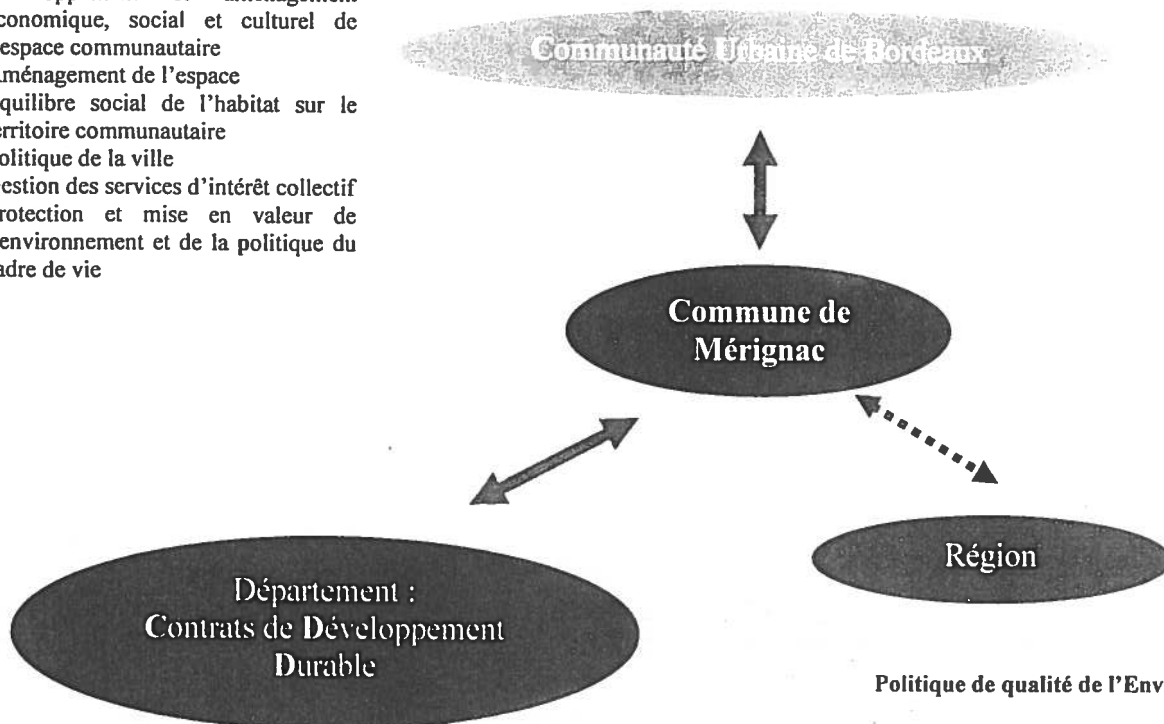 économique, social et culturel de
espace communautaire
ménagement de l'espace
quilibre social de l'habitat sur le
erritoire communautaire
olitique de la ville
estion des services d'intérêt collectif
rotection et mise en valeur de
environnement et de la politique du
adre de vie
Communauté Urbaine de Bordeaux
Commune de
Mérignac
Département :
Contrats de Développement
Durable
Région
Politique de qualité de l'Env